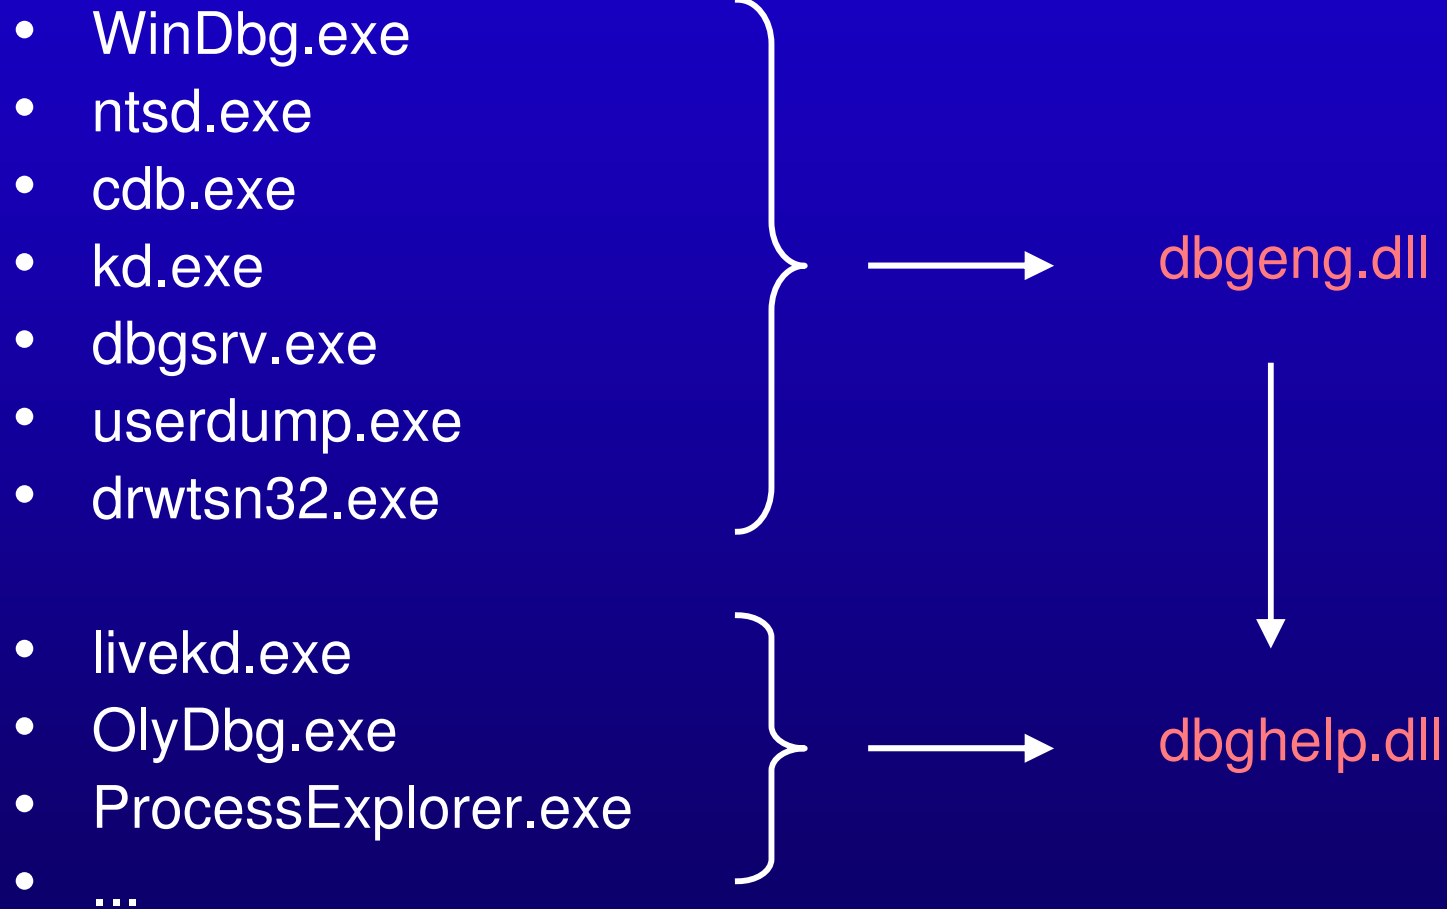 • WinDbg.exe
• ntsd.exe
• cdb.exe
• kd.exe
• dbgsrv.exe
• userdump.exe
• drwtsn32.exe
dbgeng.dll
• livekd.exe
• OlyDbg.exe
• ProcessExplorer.exe
• ...
dbghelp.dll